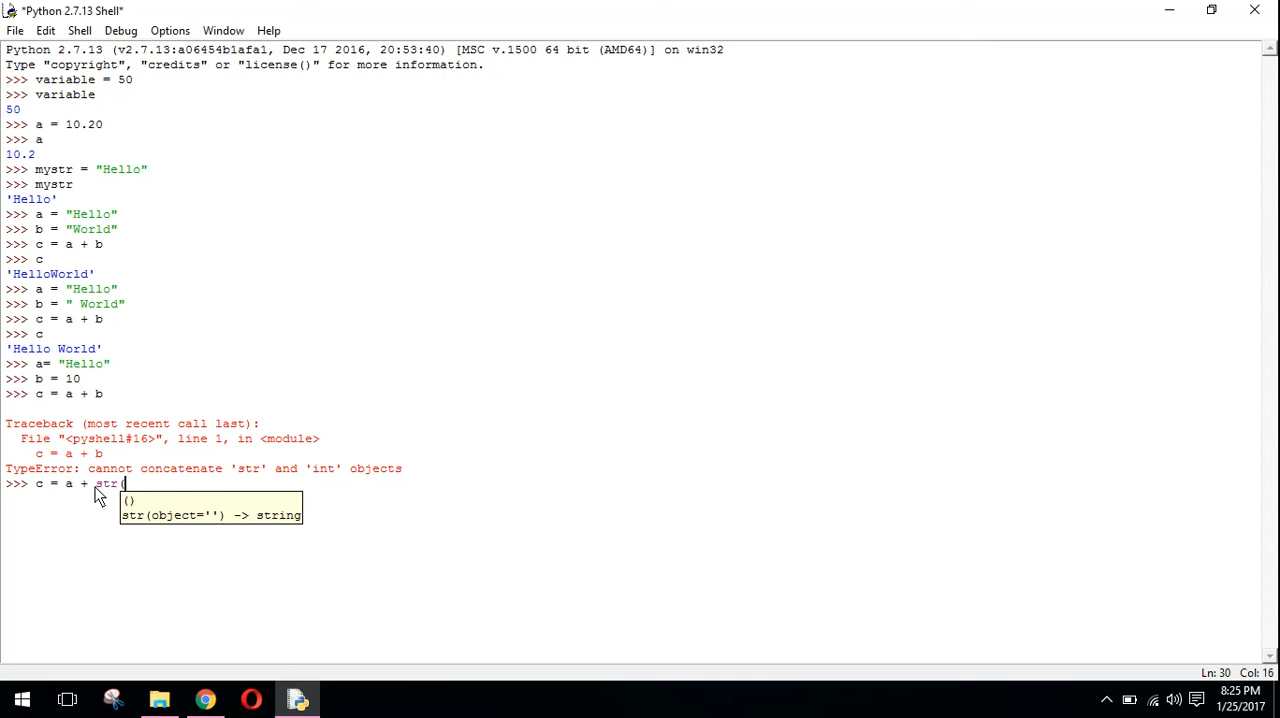 *Python 2.7.13 Shell*
File Edit Shell Debug Options Window Help
Python 2.7.13 (v2.7.13:a06454b1afa1, Dec 17 2016, 20:53:40) [MSC v.1500 64 bit (AMD64)] on win32
Type "copyright", "credits" or "license()" for more information.
>>> variable = 50
>>> variable
50
>>> a = 10.20
>>> a
10.2
>>> mystr = "Hello"
>>> mystr
'Hello'
>>> a = "Hello"
>>> b = "World"
>>> c = a + b
>>> c
'HelloWorld'
>>> a = "Hello"
>>> b = " World"
>>> c = a + b
>>> c
'Hello World'
>>> a= "Hello"
>>> b = 10
>>> c = a + b
Traceback (most recent call last):
  File "<pyshell#16>", line 1, in <module>
    c = a + b
TypeError: cannot concatenate 'str' and 'int' objects
>>> c = a + str(
()
str(object='') -> string
Ln: 30 Col: 16
8:25 PM
1/25/2017